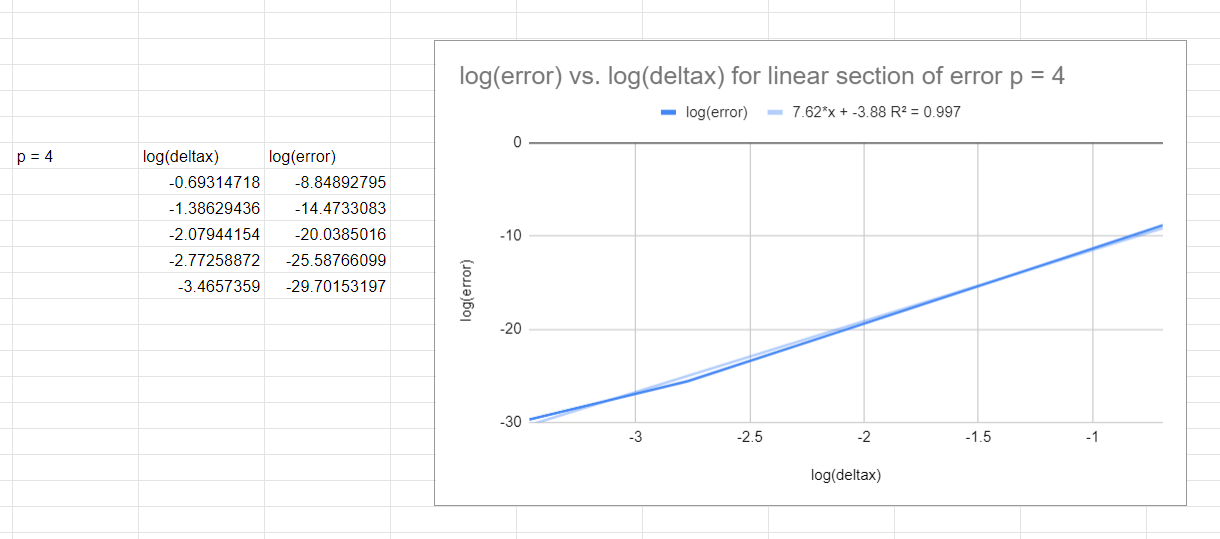 p = 4 log(deltax) log(error)
-0.69314718 -8.84892795
-1.38629436 -14.4733083
-2.07944154 -20.0385016
-2.77258872 -25.58766099
-3.4657359 -29.70153197
log(error) vs. log(deltax) for linear section of error p = 4
log(error) 7.62*x + -3.88 R² = 0.997
0
-10
-20
-30
log(error)
-3 -2.5 -2 -1.5 -1
log(deltax)